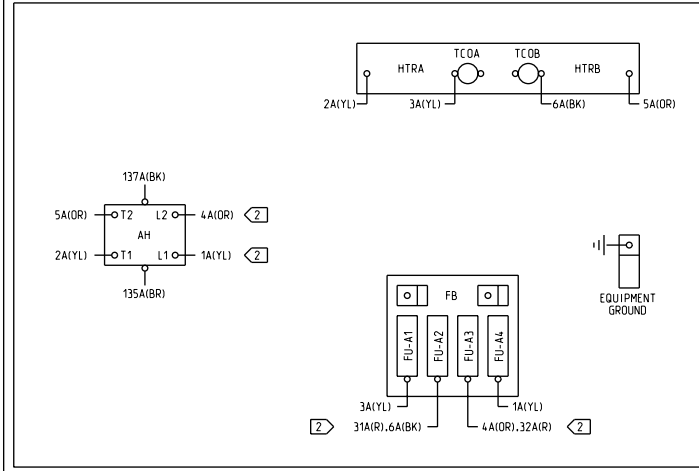 TCOA TCOB
HTRA HTRB
2A(YL) 3A(YL) 6A(BK) 5A(OR)
137A(BK)
5A(OR) T2 L2 4A(OR) 2
AH
2A(YL) T1 L1 1A(YL) 2
135A(BR)
EQUIPMENT
GROUND
FB
FU-A1 FU-A2 FU-A3 FU-A4
3A(YL) 1A(YL)
2 31A(R),6A(BK) 4A(OR),32A(R) 2